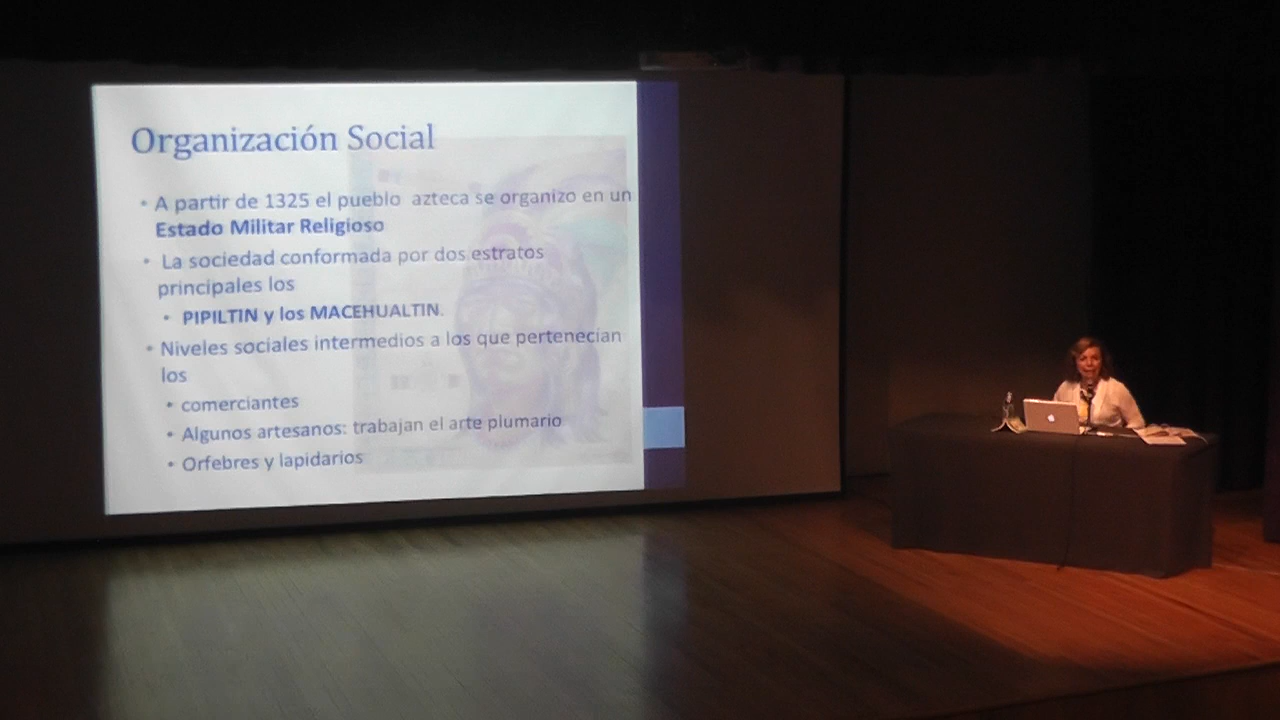 Organización Social
• A partir de 1325 el pueblo azteca se organizo en un
Estado Militar Religioso
• La sociedad conformada por dos estratos
principales los
• PIPILTIN y los MACEHUALTIN.
• Niveles sociales intermedios a los que pertenecían
los
• comerciantes
• Algunos artesanos: trabajan el arte plumario
• Orfebres y lapidarios